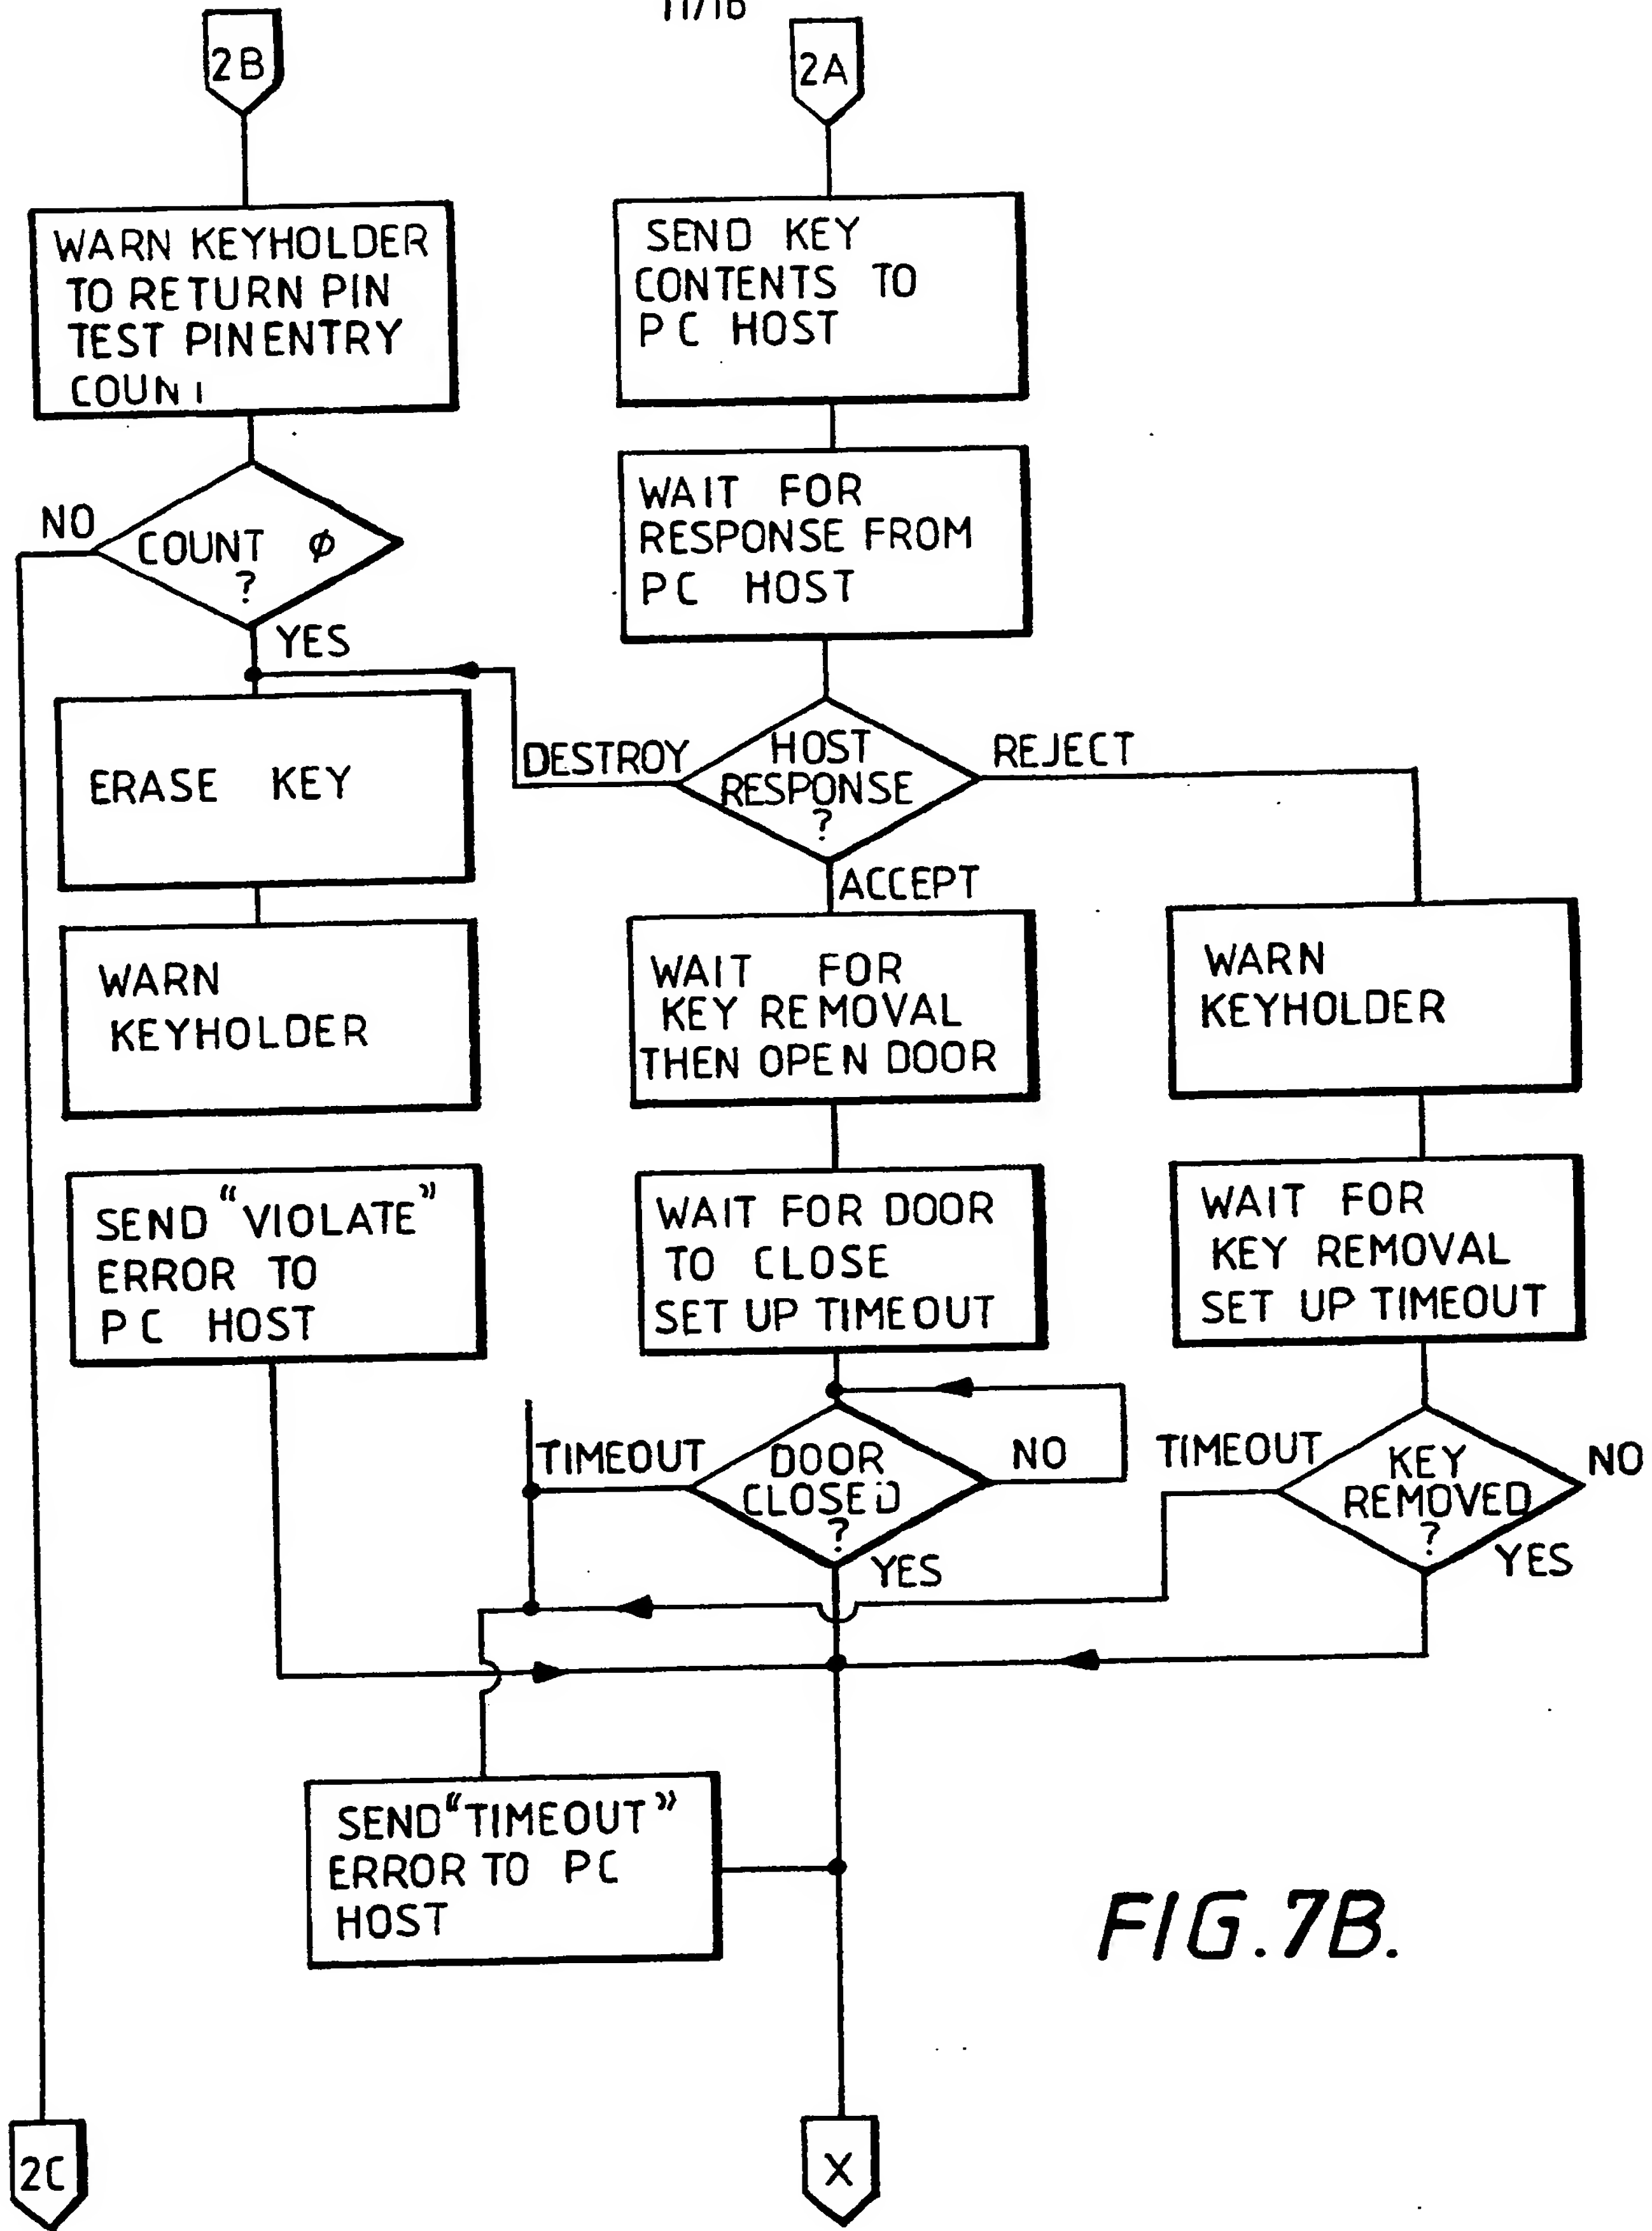 11/16
2B
2A
WARN KEYHOLDER
TO RETURN PIN
TEST PIN ENTRY
COUNT
SEND KEY
CONTENTS TO
PC HOST
WAIT FOR
RESPONSE FROM
PC HOST
NO
COUNT Ø
?
YES
ERASE KEY
DESTROY
HOST
RESPONSE
?
REJECT
ACCEPT
WARN
KEYHOLDER
WAIT FOR
KEY REMOVAL
THEN OPEN DOOR
WARN
KEYHOLDER
SEND "VIOLATE"
ERROR TO
PC HOST
WAIT FOR DOOR
TO CLOSE
SET UP TIMEOUT
WAIT FOR
KEY REMOVAL
SET UP TIMEOUT
TIMEOUT
DOOR
CLOSED
?
NO
YES
TIMEOUT
KEY
REMOVED
?
NO
YES
SEND "TIMEOUT"
ERROR TO PC
HOST
FIG.7B.
2C
X